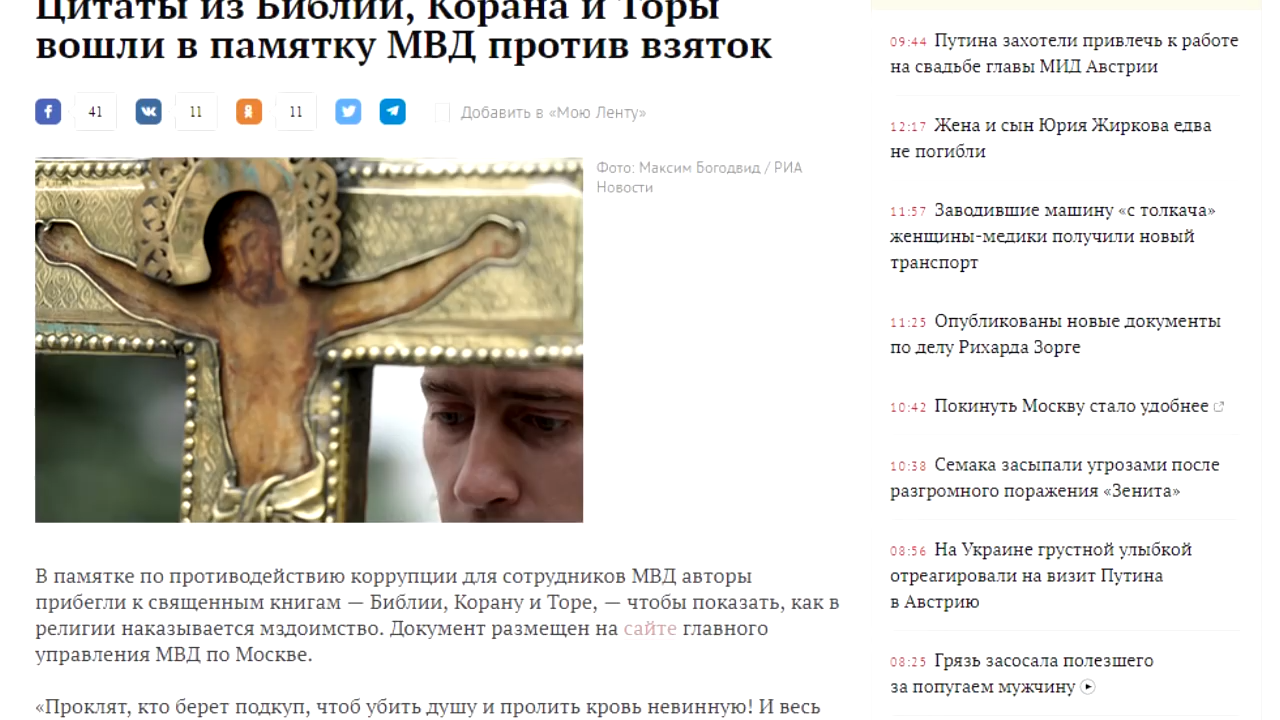 Цитаты из Библии, Корана и Торы
вошли в памятку МВД против взяток
41
11
11
Добавить в «Мою Ленту»
Фото: Максим Богодвид / РИА
Новости
В памятке по противодействию коррупции для сотрудников МВД авторы
прибегли к священным книгам — Библии, Корану и Торе, — чтобы показать, как в
религии наказывается мздоимство. Документ размещен на сайте главного
управления МВД по Москве.
«Проклят, кто берет подкуп, чтоб убить душу и пролить кровь невинную! И весь
09:44 Путина захотели привлечь к работе
на свадьбе главы МИД Австрии
12:17 Жена и сын Юрия Жиркова едва
не погибли
11:57 Заводившие машину «с толкача»
женщины-медики получили новый
транспорт
11:25 Опубликованы новые документы
по делу Рихарда Зорге
10:42 Покинуть Москву стало удобнее
10:38 Семака засыпали угрозами после
разгромного поражения «Зенита»
08:56 На Украине грустной улыбкой
отреагировали на визит Путина
в Австрию
08:25 Грязь засосала полезшего
за попугаем мужчину